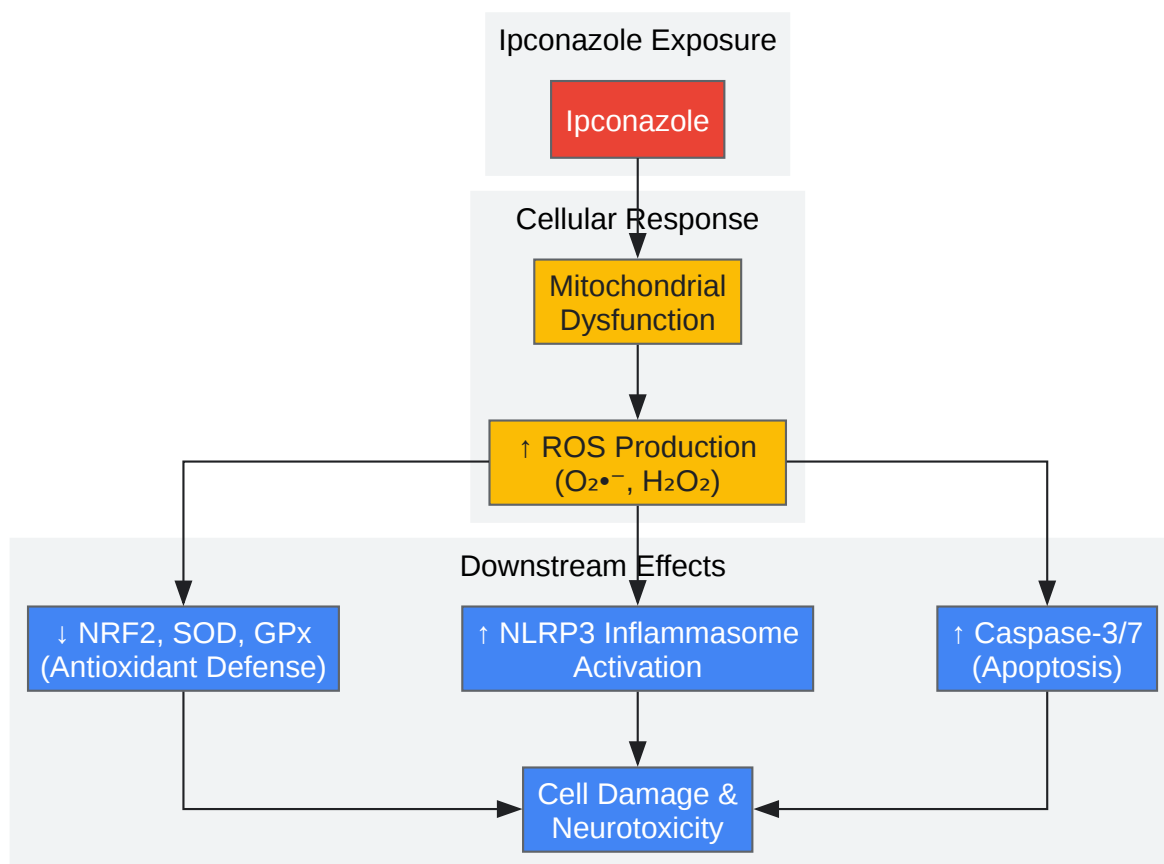 Ipconazole Exposure
Ipconazole
Cellular Response
Mitochondrial
Dysfunction
↑ ROS Production
(O₂•⁻, H₂O₂)
Downstream Effects
↓ NRF2, SOD, GPx
(Antioxidant Defense)
↑ NLRP3 Inflammasome
Activation
↑ Caspase-3/7
(Apoptosis)
Cell Damage &
Neurotoxicity